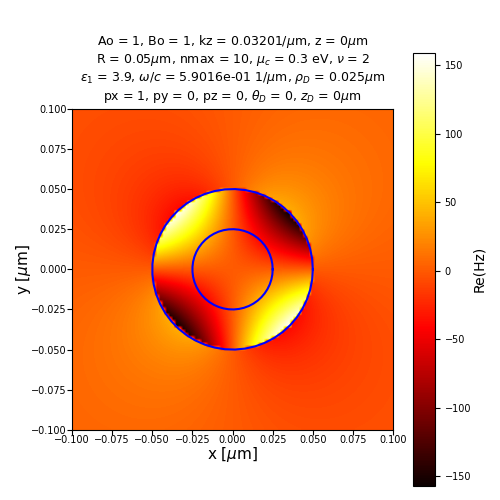 Ao = 1, Bo = 1, kz = 0.03201/μm, z = 0μm
R = 0.05μm, nmax = 10, μc = 0.3 eV, ν = 2
ε1 = 3.9, ω/c = 5.9016e-01 1/μm, ρD = 0.025μm
px = 1, py = 0, pz = 0, θD = 0, zD = 0μm
0.100
0.075
0.050
0.025
0.000
−0.025
−0.050
−0.075
−0.100
y [μm]
−0.100 −0.075 −0.050 −0.025 0.000 0.025 0.050 0.075 0.100
x [μm]
150
100
50
0
−50
−100
−150
Re(Hz)